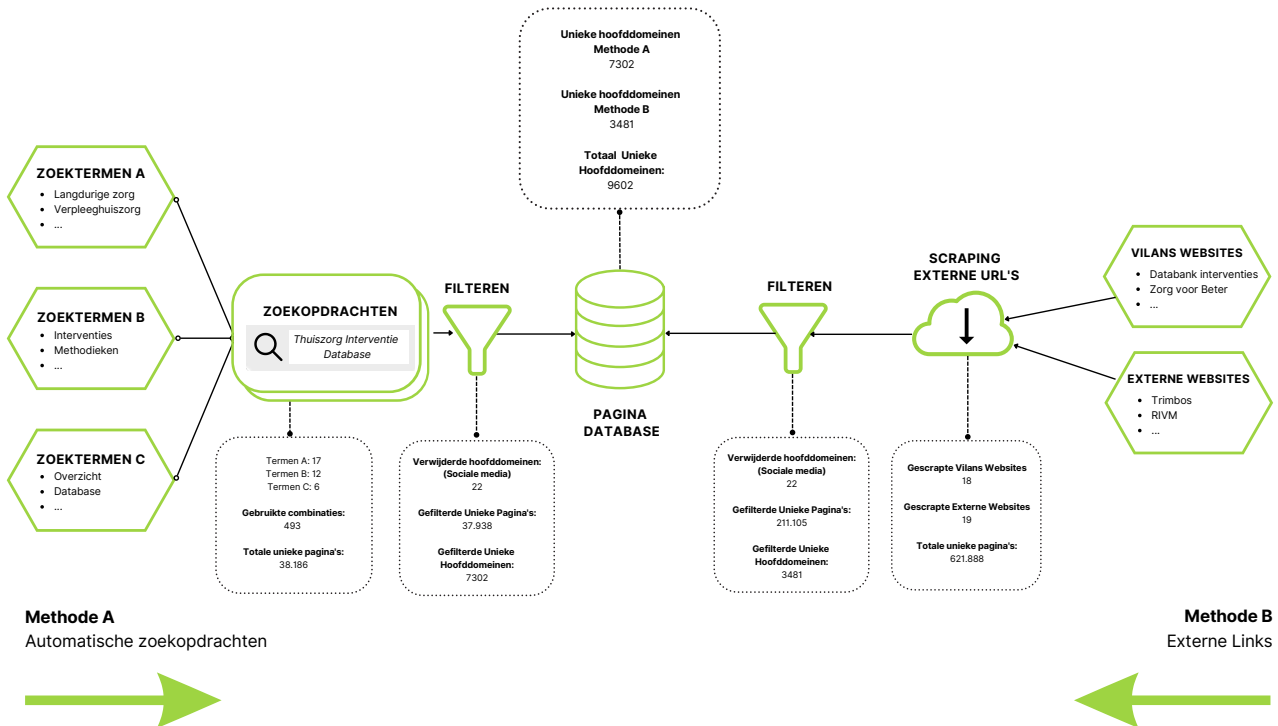 Unieke hoofddomeinen
Methode A
7302
Unieke hoofddomeinen
Methode B
3481
Totaal Unieke
Hoofddomeinen:
9602
ZOEKTERMEN A
• Langdurige zorg
• Verpleeghuiszorg
• ...
ZOEKTERMEN B
• Interventies
• Methodieken
• ...
ZOEKTERMEN C
• Overzicht
• Database
• ...
ZOEKOPDRACHTEN
Thuiszorg Interventie
Database
FILTEREN
PAGINA
DATABASE
FILTEREN
SCRAPING
EXTERNE URL'S
VILANS WEBSITES
• Databank interventies
• Zorg voor Beter
• ...
EXTERNE WEBSITES
• Trimbos
• RIVM
• ...
Termen A: 17
Termen B: 12
Termen C: 6
Gebruikte combinaties:
493
Totale unieke pagina's:
38.186
Verwijderde hoofddomeinen:
(Sociale media)
22
Gefilterde Unieke Pagina's:
37.938
Gefilterde Unieke
Hoofddomeinen:
7302
Verwijderde hoofddomeinen:
(Sociale media)
22
Gefilterde Unieke Pagina's:
211.105
Gefilterde Unieke
Hoofddomeinen:
3481
Gescrapte Vilans Websites
18
Gescrapte Externe Websites
19
Totale unieke pagina's:
621.888
Methode A
Automatische zoekopdrachten
Methode B
Externe Links